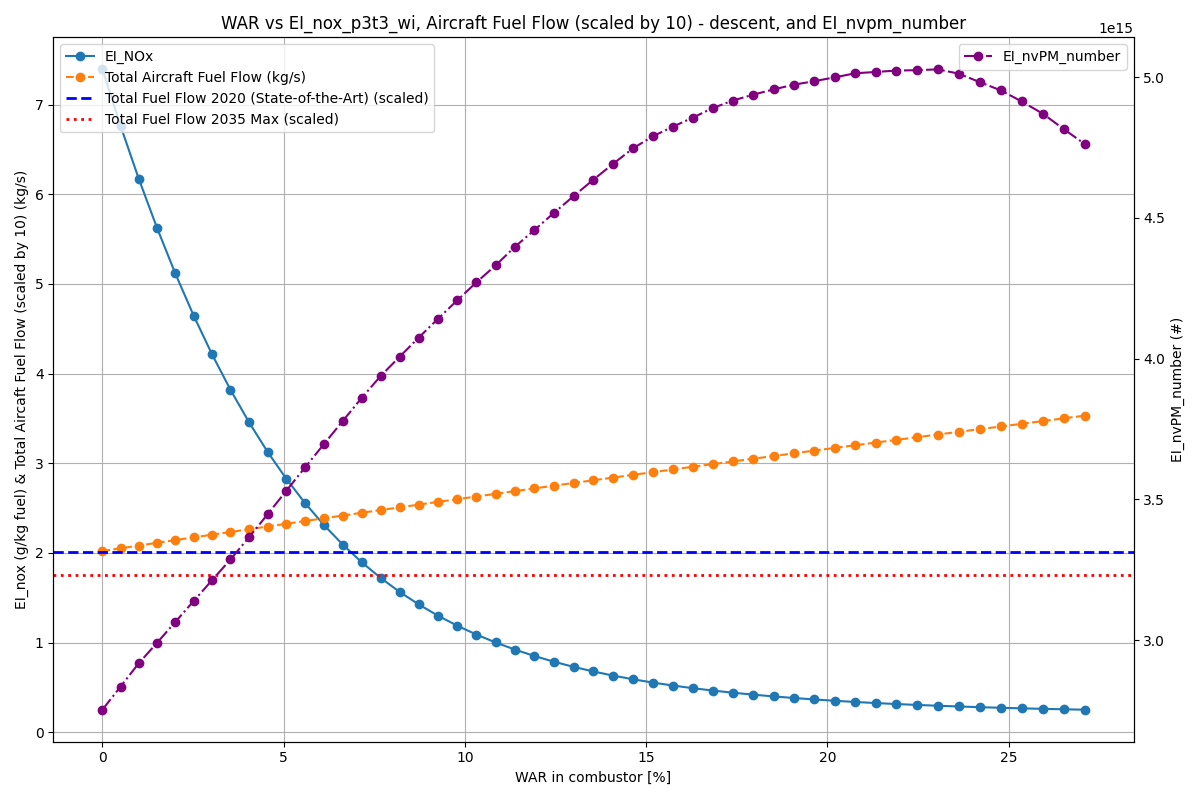 WAR vs EI_nox_p3t3_wi, Aircraft Fuel Flow (scaled by 10) - descent, and EI_nvpm_number
1e15
EI_NOx
Total Aircraft Fuel Flow (kg/s)
Total Fuel Flow 2020 (State-of-the-Art) (scaled)
Total Fuel Flow 2035 Max (scaled)
EI_nvPM_number
EI_nox (g/kg fuel) & Total Aircaft Fuel Flow (scaled by 10) (kg/s)
7
6
5
4
3
2
1
0
5.0
4.5
4.0
3.5
3.0
EI_nvPM_number (#)
0 5 10 15 20 25
WAR in combustor [%]